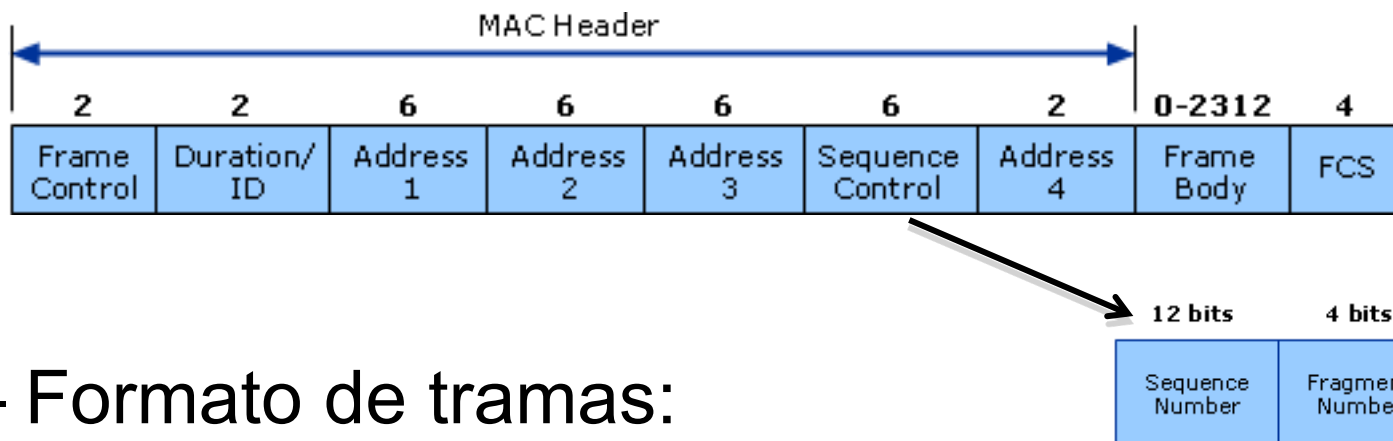 MAC Header
2 2 6 6 6 6 2 0-2312 4
Frame Control Duration/ ID Address 1 Address 2 Address 3 Sequence Control Address 4 Frame Body FCS
12 bits 4 bits
Sequence Number Fragmen Numbe
- Formato de tramas: